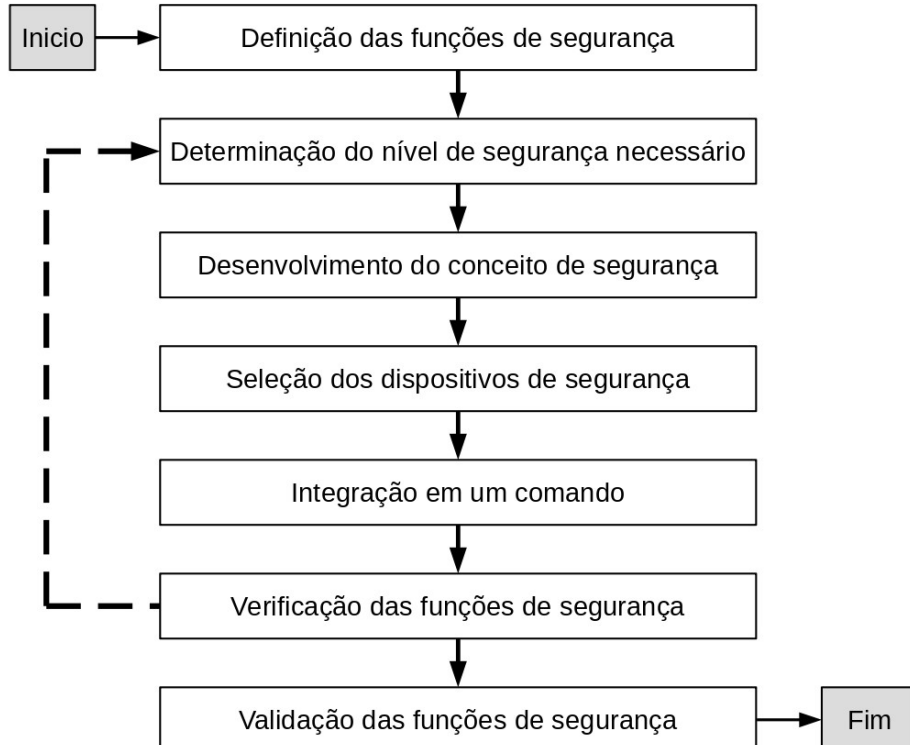 Inicio
Definição das funções de segurança
Determinação do nível de segurança necessário
Desenvolvimento do conceito de segurança
Seleção dos dispositivos de segurança
Integração em um comando
Verificação das funções de segurança
Validação das funções de segurança
Fim